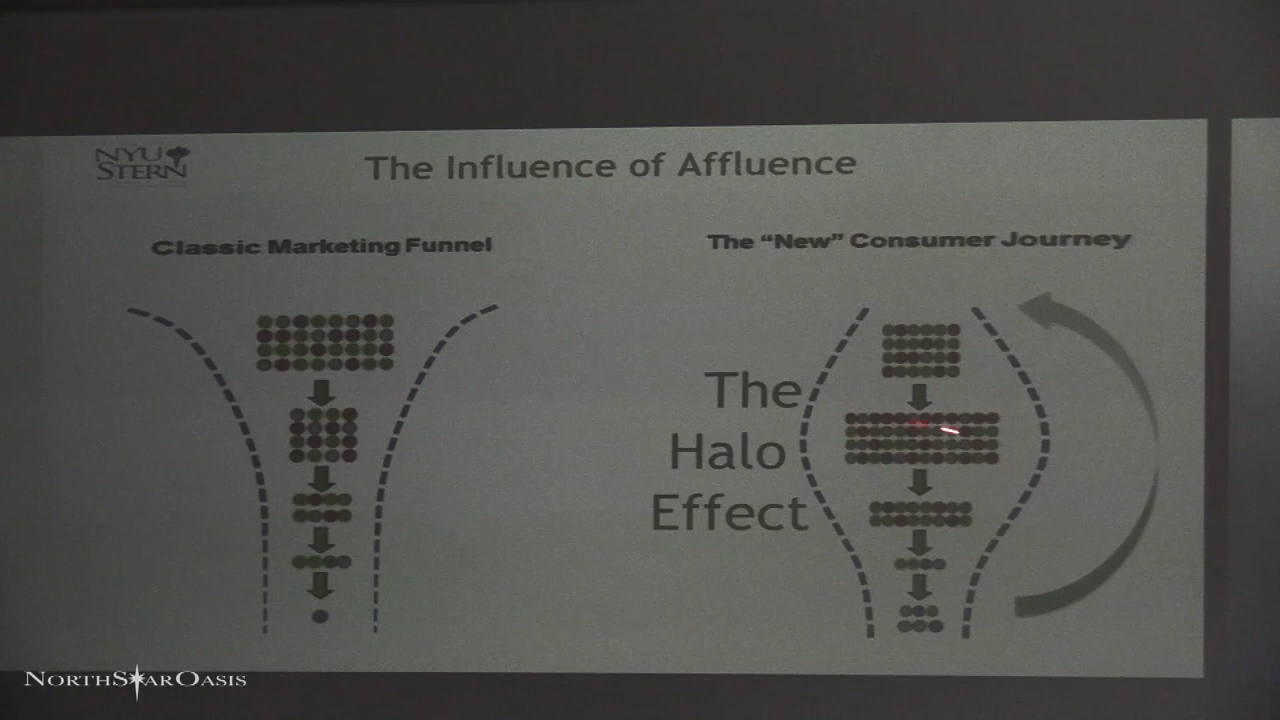 NYU
STERN
The Influence of Affluence
Classic Marketing Funnel
The “New” Consumer Journey
The
Halo
Effect
NORTHSTAROASIS